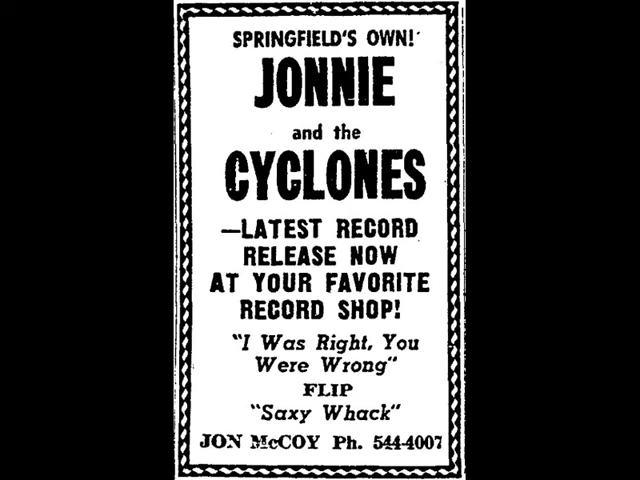 SPRINGFIELD'S OWN!
JONNIE
and the
CYCLONES
—LATEST RECORD
RELEASE NOW
AT YOUR FAVORITE
RECORD SHOP!
"I Was Right, You
Were Wrong"
FLIP
"Saxy Whack"
JON McCOY Ph. 544-4007